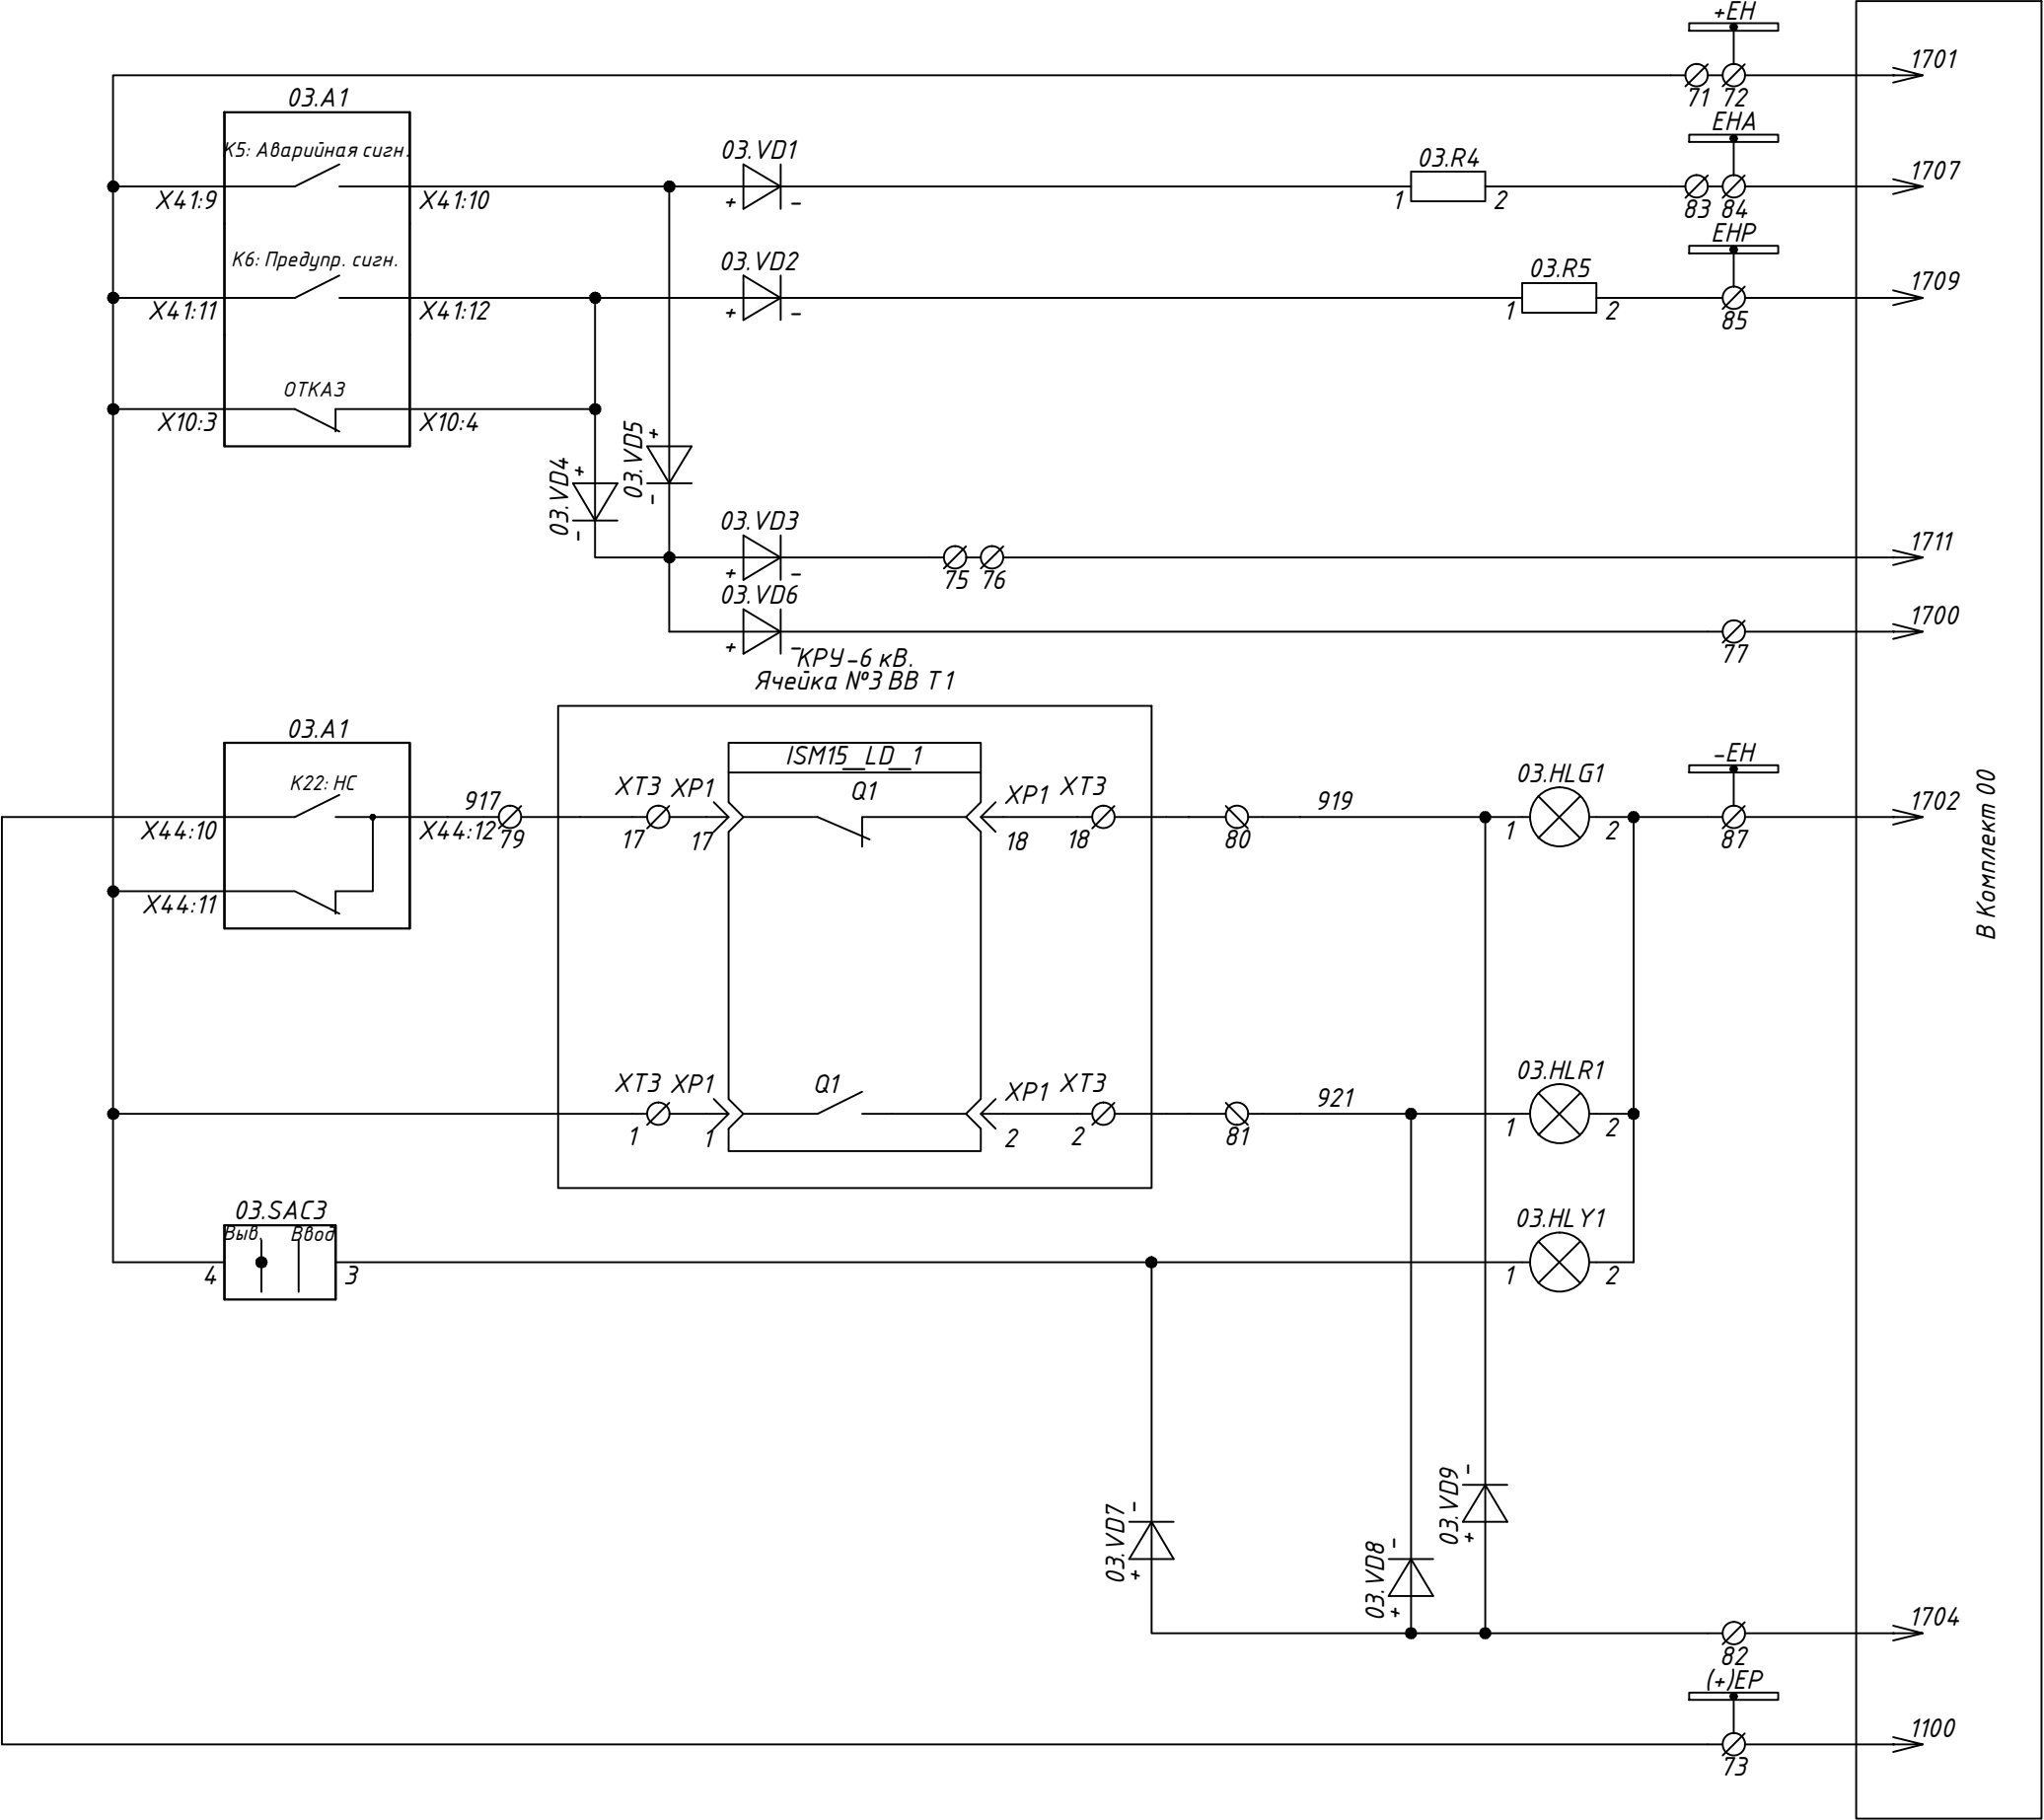 +EH
1701
71
72
03.A1
EHA
K5: Аварийная сигн.
03.VD1
03.R4
1707
X41:9
X41:10
+
-
1
2
83
84
EHP
K6: Предупр. сигн.
03.VD2
03.R5
1709
X41:11
X41:12
+
-
1
2
85
ОТКАЗ
X10:3
X10:4
03.VD4
+
-
03.VD5
+
-
03.VD3
1711
+
-
75
76
03.VD6
1700
+
-
77
КРУ-6 кВ.
Ячейка №3 ВВ Т1
03.A1
ISM15_LD_1
-EH
K22: НС
917
XT3
XP1
Q1
XP1
XT3
919
03.HLG1
1702
X44:10
X44:12
79
17
17
18
18
80
1
2
87
X44:11
В Комплект 00
XT3
XP1
Q1
XP1
XT3
921
03.HLR1
1
1
2
2
81
1
2
03.SAC3
Выв.
Ввод
03.HLY1
4
3
1
2
03.VD7
-
+
03.VD8
-
+
03.VD9
-
+
1704
82
(+)EP
1100
73